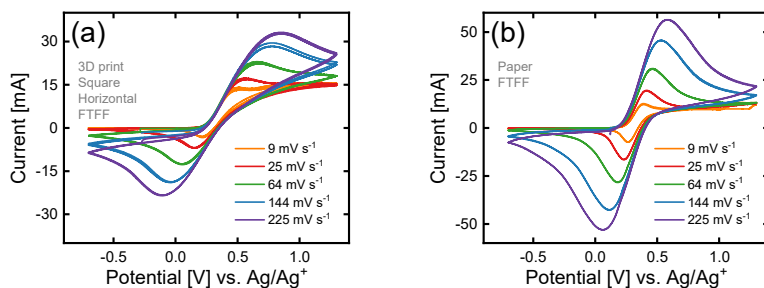 (a)
3D print
Square
Horizontal
FTFF
Current [mA]
30
15
0
-15
-30
9 mV s⁻¹
25 mV s⁻¹
64 mV s⁻¹
144 mV s⁻¹
225 mV s⁻¹
-0.5
0.0
0.5
1.0
Potential [V] vs. Ag/Ag⁺
(b)
Paper
FTFF
Current [mA]
50
25
0
-25
-50
9 mV s⁻¹
25 mV s⁻¹
64 mV s⁻¹
144 mV s⁻¹
225 mV s⁻¹
-0.5
0.0
0.5
1.0
Potential [V] vs. Ag/Ag⁺